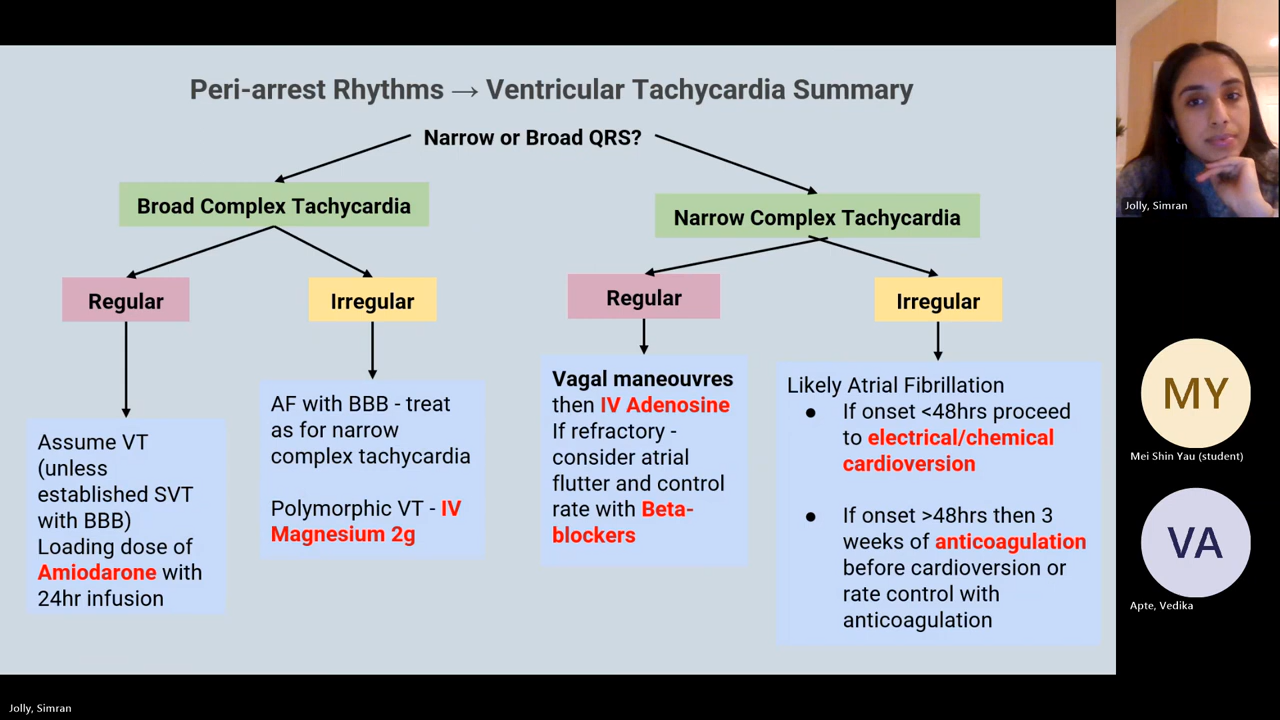 Peri-arrest Rhythms → Ventricular Tachycardia Summary
Narrow or Broad QRS?
Broad Complex Tachycardia
Narrow Complex Tachycardia
Regular
Irregular
Regular
Irregular
Assume VT
(unless
established SVT
with BBB)
Loading dose of
Amiodarone with
24hr infusion
AF with BBB - treat
as for narrow
complex tachycardia
Polymorphic VT - IV
Magnesium 2g
Vagal maneouvres
then IV Adenosine
If refractory -
consider atrial
flutter and control
rate with Beta-
blockers
Likely Atrial Fibrillation
● If onset <48hrs proceed
to electrical/chemical
cardioversion
● If onset >48hrs then 3
weeks of anticoagulation
before cardioversion or
rate control with
anticoagulation
Jolly, Simran
MY
Mei Shin Yau (student)
VA
Apte, Vedika
Jolly, Simran